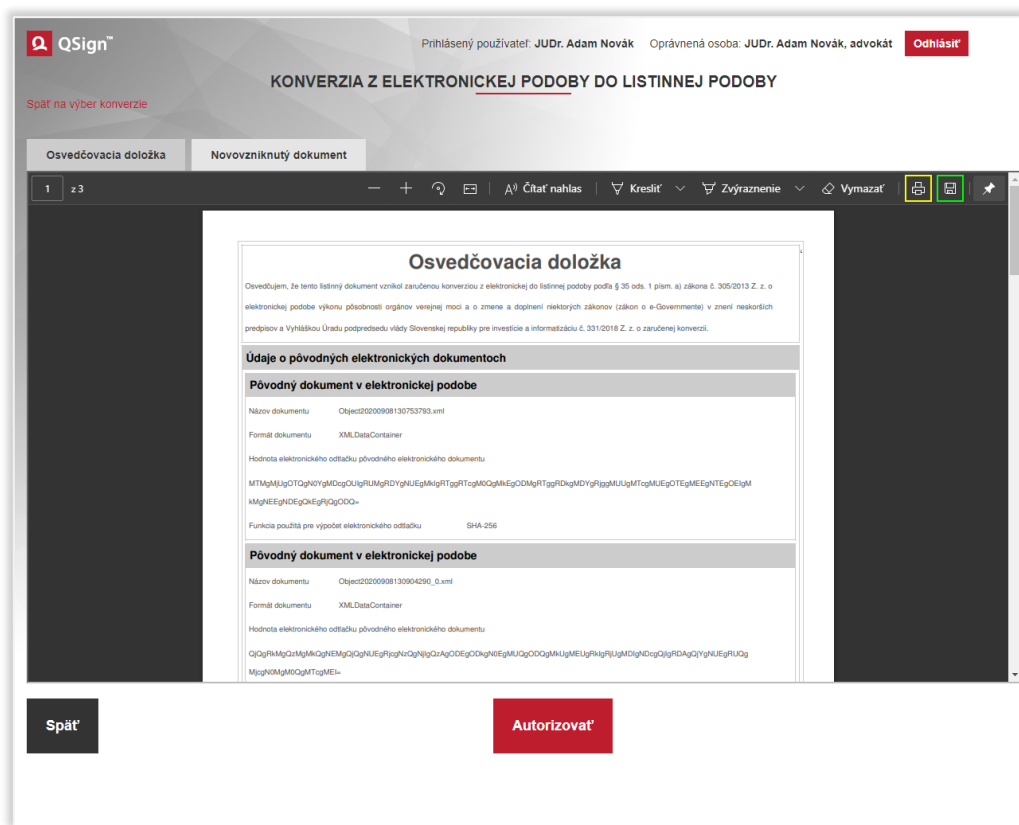 QSign™
Prihlásený používateľ: JUDr. Adam Novák Oprávnená osoba: JUDr. Adam Novák, advokát Odhlásiť
KONVERZIA Z ELEKTRONICKEJ PODOBY DO LISTINNEJ PODOBY
Späť na výber konverzie
Osvedčovacia doložka Novovzniknutý dokument
1 z 3 Čítať nahlas Kresliť Zvýraznenie Vymazať
Osvedčovacia doložka
Osvedčujem, že tento listinný dokument vznikol zaručenou konverziou z elektronickej do listinnej podoby podľa § 35 ods. 1 písm. a) zákona č. 305/2013 Z. z. o
elektronickej podobe výkonu pôsobnosti orgánov verejnej moci a o zmene a doplnení niektorých zákonov (zákon o e-Governmente) v znení neskorších
predpisov a Vyhláškou Úradu podpredsedu vlády Slovenskej republiky pre investície a informatizáciu č. 331/2018 Z. z. o zaručenej konverzii.
Údaje o pôvodných elektronických dokumentoch
Pôvodný dokument v elektronickej podobe
Názov dokumentu Object20200908130753793.xml
Formát dokumentu XMLDataContainer
Hodnota elektronického odtlačku pôvodného elektronického dokumentu
Funkcia použitá pre výpočet elektronického odtlačku SHA-256
Pôvodný dokument v elektronickej podobe
Názov dokumentu Object20200908130904290_0.xml
Formát dokumentu XMLDataContainer
Hodnota elektronického odtlačku pôvodného elektronického dokumentu
MjcgN0MgM0QgMTcgMEI=
Späť Autorizovať